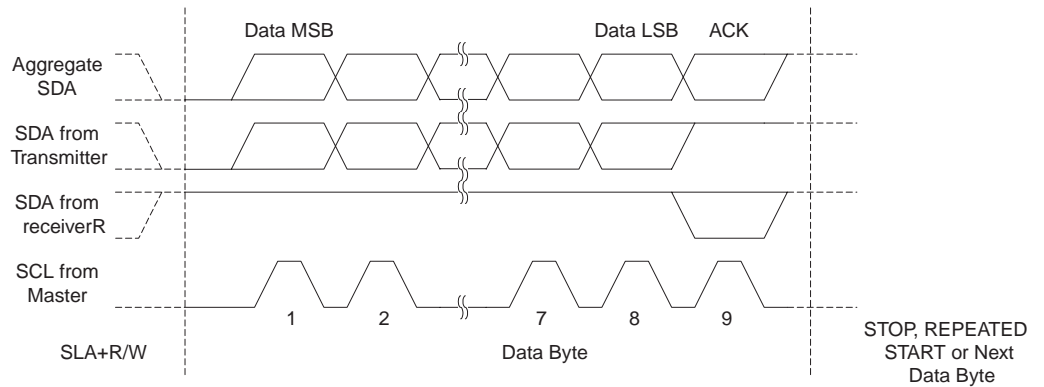 Data MSB
Data LSB
ACK
Aggregate
SDA
SDA from
Transmitter
SDA from
receiverR
SCL from
Master
1
2
7
8
9
SLA+R/W
Data Byte
STOP, REPEATED
START or Next
Data Byte